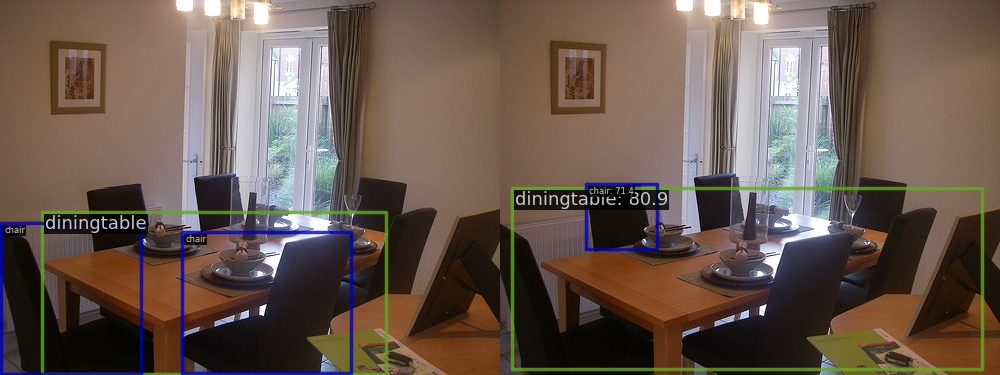 diningtable
chair
chair
chair: 71.4
diningtable: 80.9